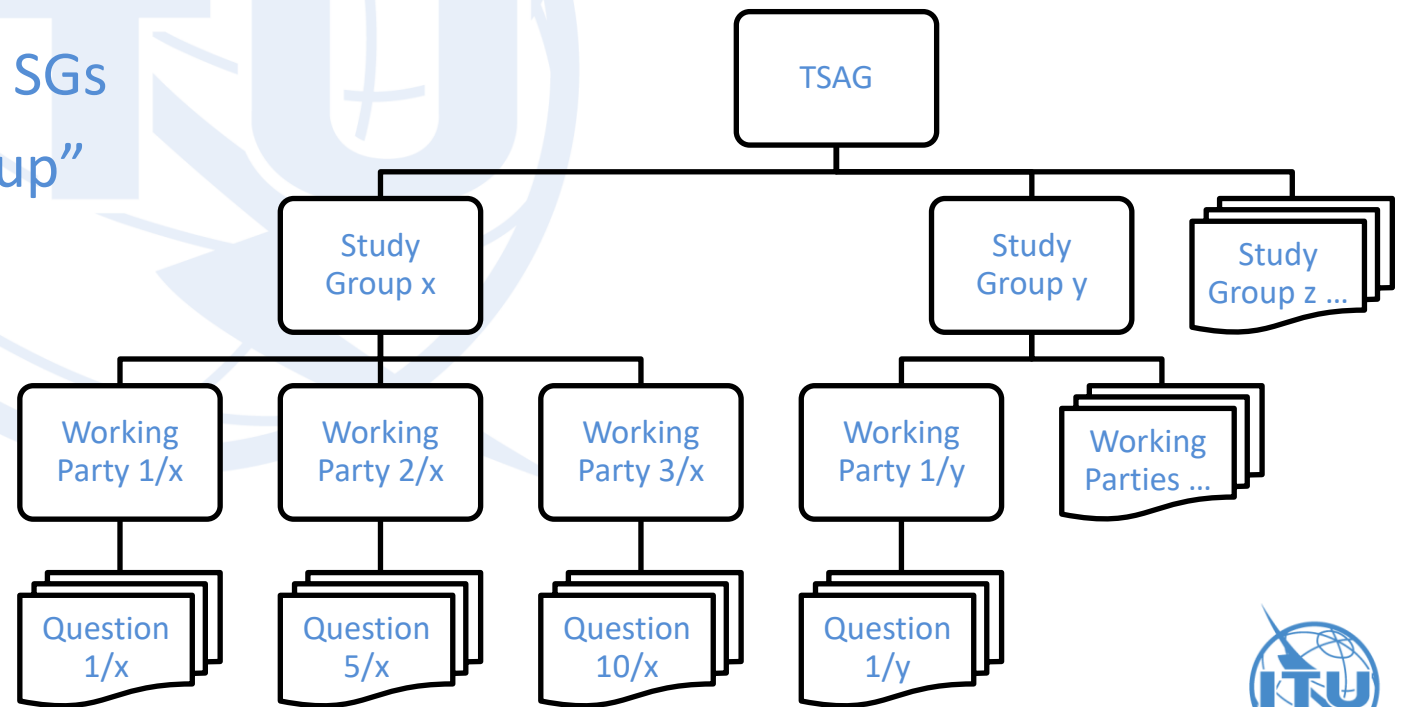 SGs
up”
TSAG
Study
Group x
Study
Group y
Study
Group z ...
Working
Party 1/x
Working
Party 2/x
Working
Party 3/x
Working
Party 1/y
Working
Parties ...
Question
1/x
Question
5/x
Question
10/x
Question
1/y
ITU